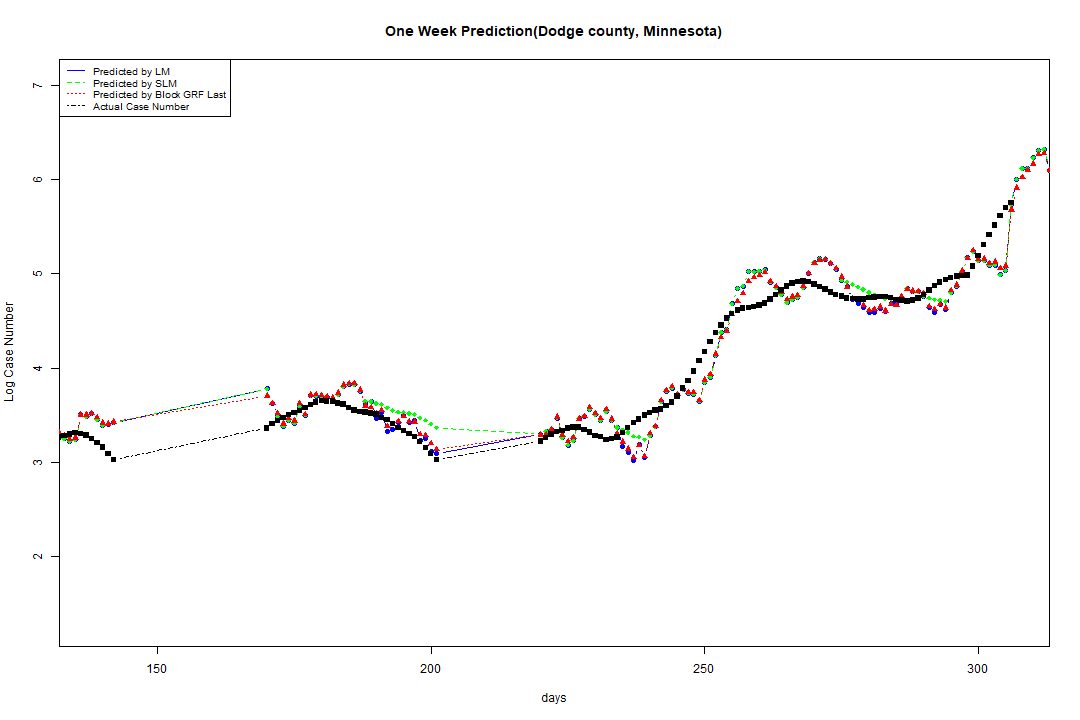 One Week Prediction(Dodge county, Minnesota)
Predicted by LM
Predicted by SLM
Predicted by Block GRF Last
Actual Case Number
7
6
5
4
3
2
Log Case Number
150 200 250 300
days